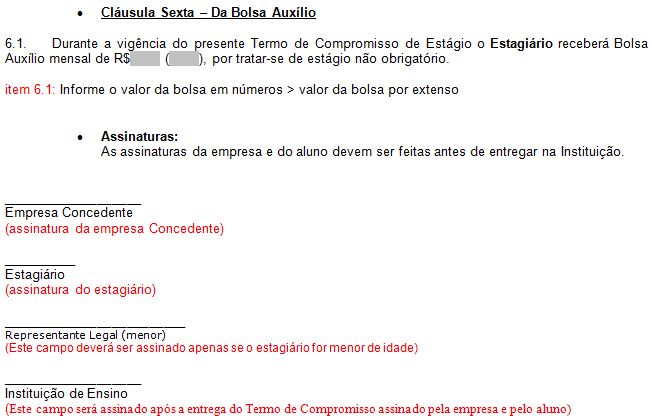 • Cláusula Sexta – Da Bolsa Auxílio
6.1. Durante a vigência do presente Termo de Compromisso de Estágio o Estagiário receberá Bolsa
Auxílio mensal de R$ ( ), por tratar-se de estágio não obrigatório.
item 6.1: Informe o valor da bolsa em números > valor da bolsa por extenso
• Assinaturas:
As assinaturas da empresa e do aluno devem ser feitas antes de entregar na Instituição.
Empresa Concedente
(assinatura da empresa Concedente)
Estagiário
(assinatura do estagiário)
Representante Legal (menor)
(Este campo deverá ser assinado apenas se o estagiário for menor de idade)
Instituição de Ensino
(Este campo será assinado após a entrega do Termo de Compromisso assinado pela empresa e pelo aluno)